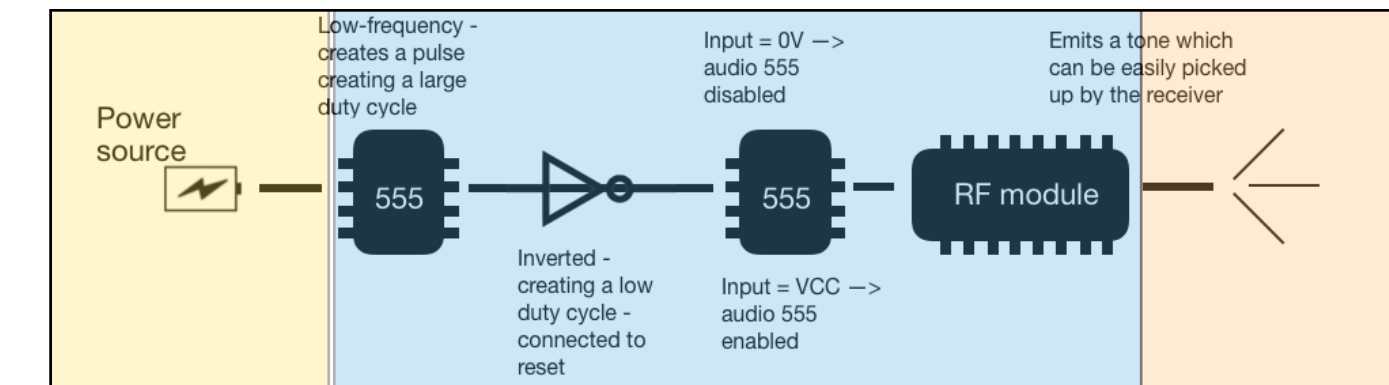 Power
source
Low-frequency -
creates a pulse
creating a large
duty cycle
555
Inverted -
creating a low
duty cycle -
connected to
reset
Input = 0V —>
audio 555
disabled
555
Input = VCC —>
audio 555
enabled
RF module
Emits a tone which
can be easily picked
up by the receiver